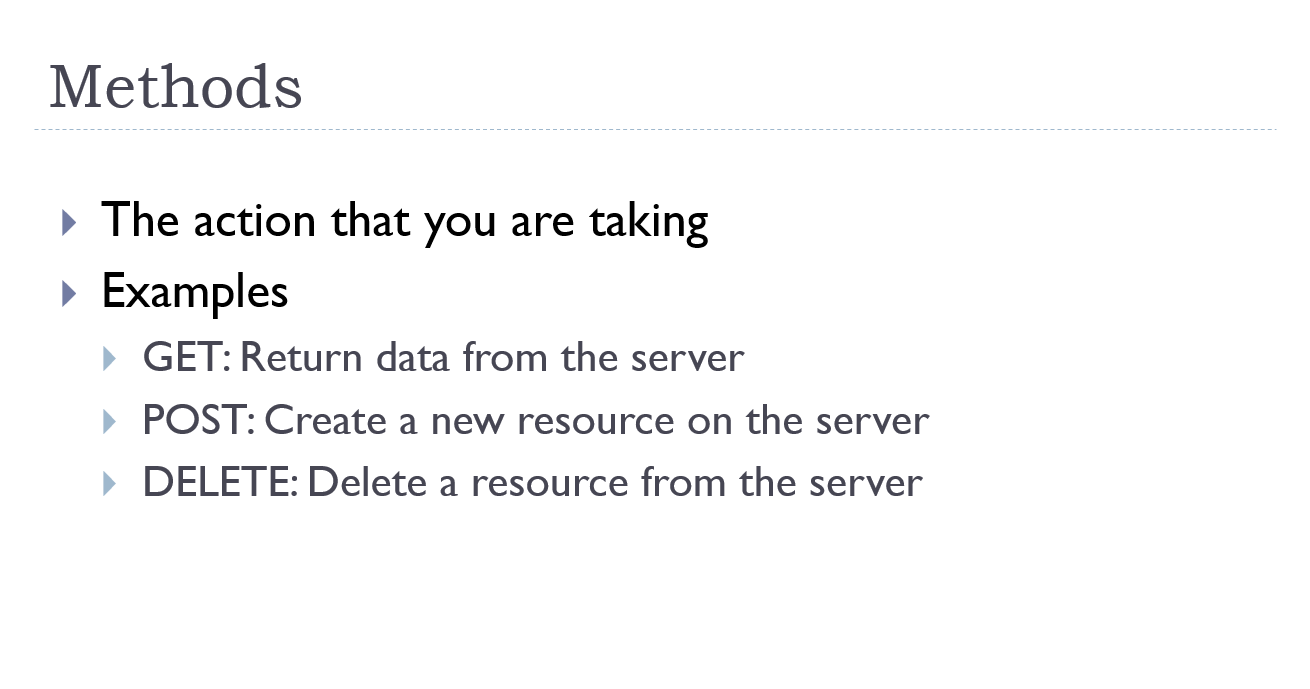 Methods
The action that you are taking
Examples
GET: Return data from the server
POST: Create a new resource on the server
DELETE: Delete a resource from the server